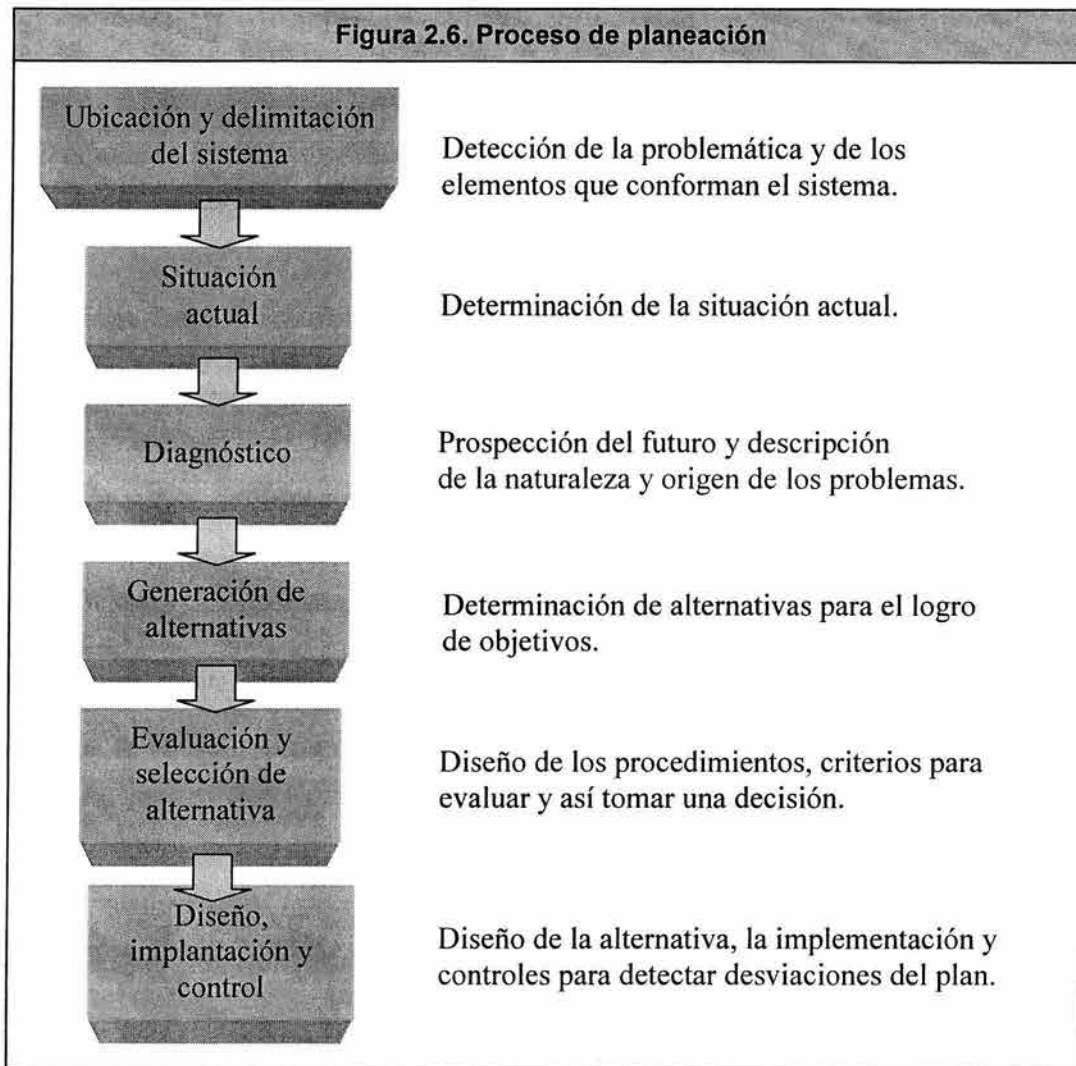 Figura 2.6. Proceso de planeación
Ubicación y delimitación
del sistema
Detección de la problemática y de los
elementos que conforman el sistema.
Situación
actual
Determinación de la situación actual.
Diagnóstico
Prospección del futuro y descripción
de la naturaleza y origen de los problemas.
Generación de
alternativas
Determinación de alternativas para el logro
de objetivos.
Evaluación y
selección de
alternativa
Diseño de los procedimientos, criterios para
evaluar y así tomar una decisión.
Diseño,
implantación y
control
Diseño de la alternativa, la implementación y
controles para detectar desviaciones del plan.